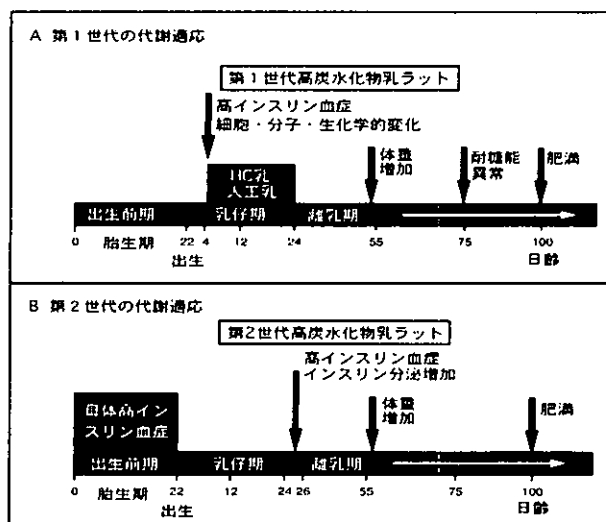 A 第1世代の代謝適応
第1世代高炭水化物乳ラット
高インスリン血症
細胞・分子・生化学的変化
体重
増加
耐糖能
異常
肥満
HC乳
人工乳
出生前期 乳仔期 離乳期
0 胎生期 22 4 12 24 55 75 100
出生 日齢
B 第2世代の代謝適応
第2世代高炭水化物乳ラット
高インスリン血症
インスリン分泌増加
体重
増加
肥満
母体高イン
スリン血症
出生前期 乳仔期 離乳期
0 胎生期 22 12 24 26 55 75 100
出生 日齢